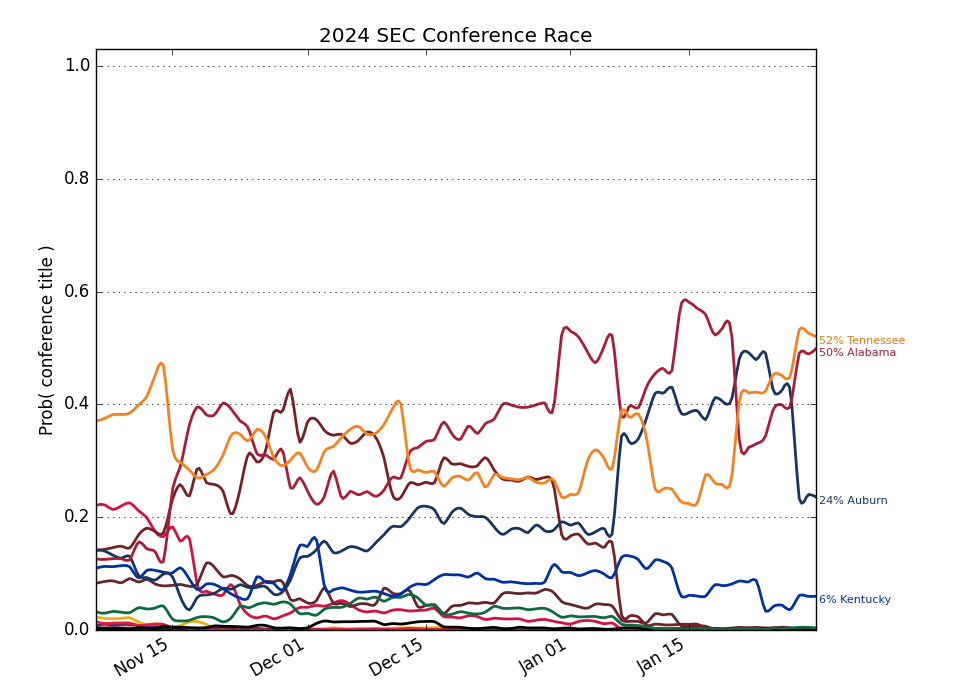 2024 SEC Conference Race
Prob( conference title )
1.0
0.8
0.6
0.4
0.2
0.0
52% Tennessee
50% Alabama
24% Auburn
6% Kentucky
Nov 15
Dec 01
Dec 15
Jan 01
Jan 15